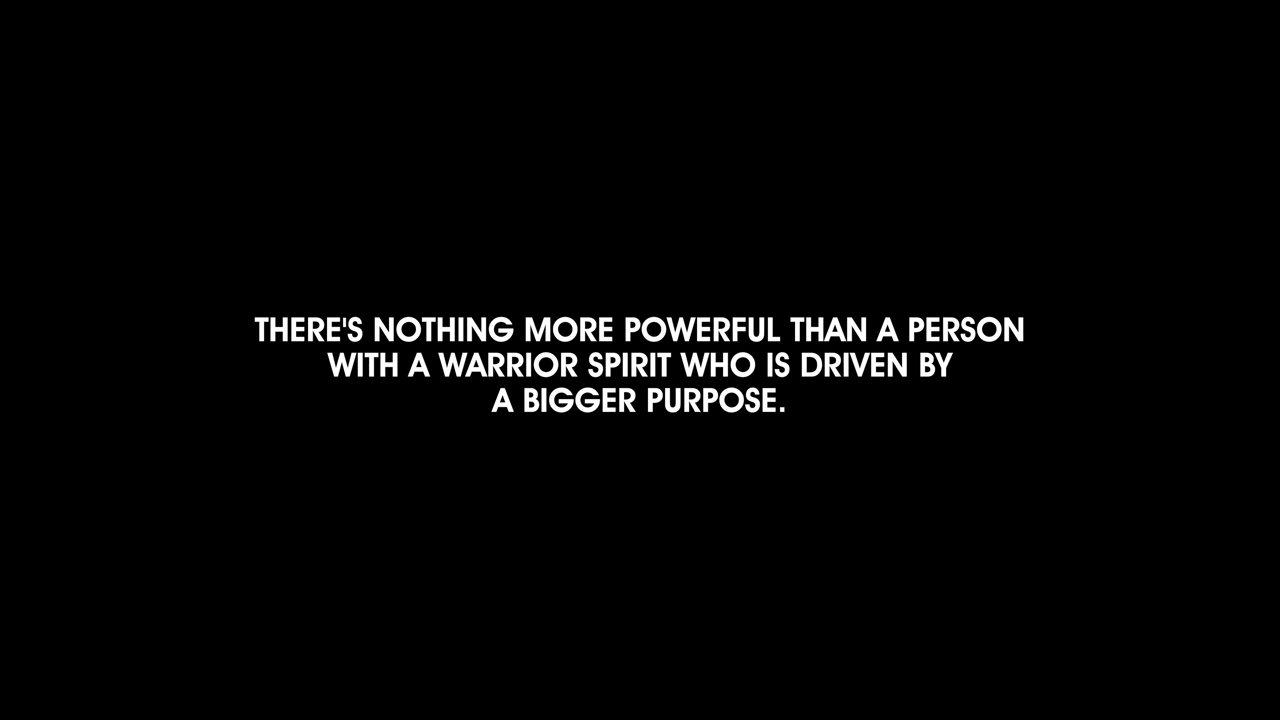 THERE'S NOTHING MORE POWERFUL THAN A PERSON
WITH A WARRIOR SPIRIT WHO IS DRIVEN BY
A BIGGER PURPOSE.